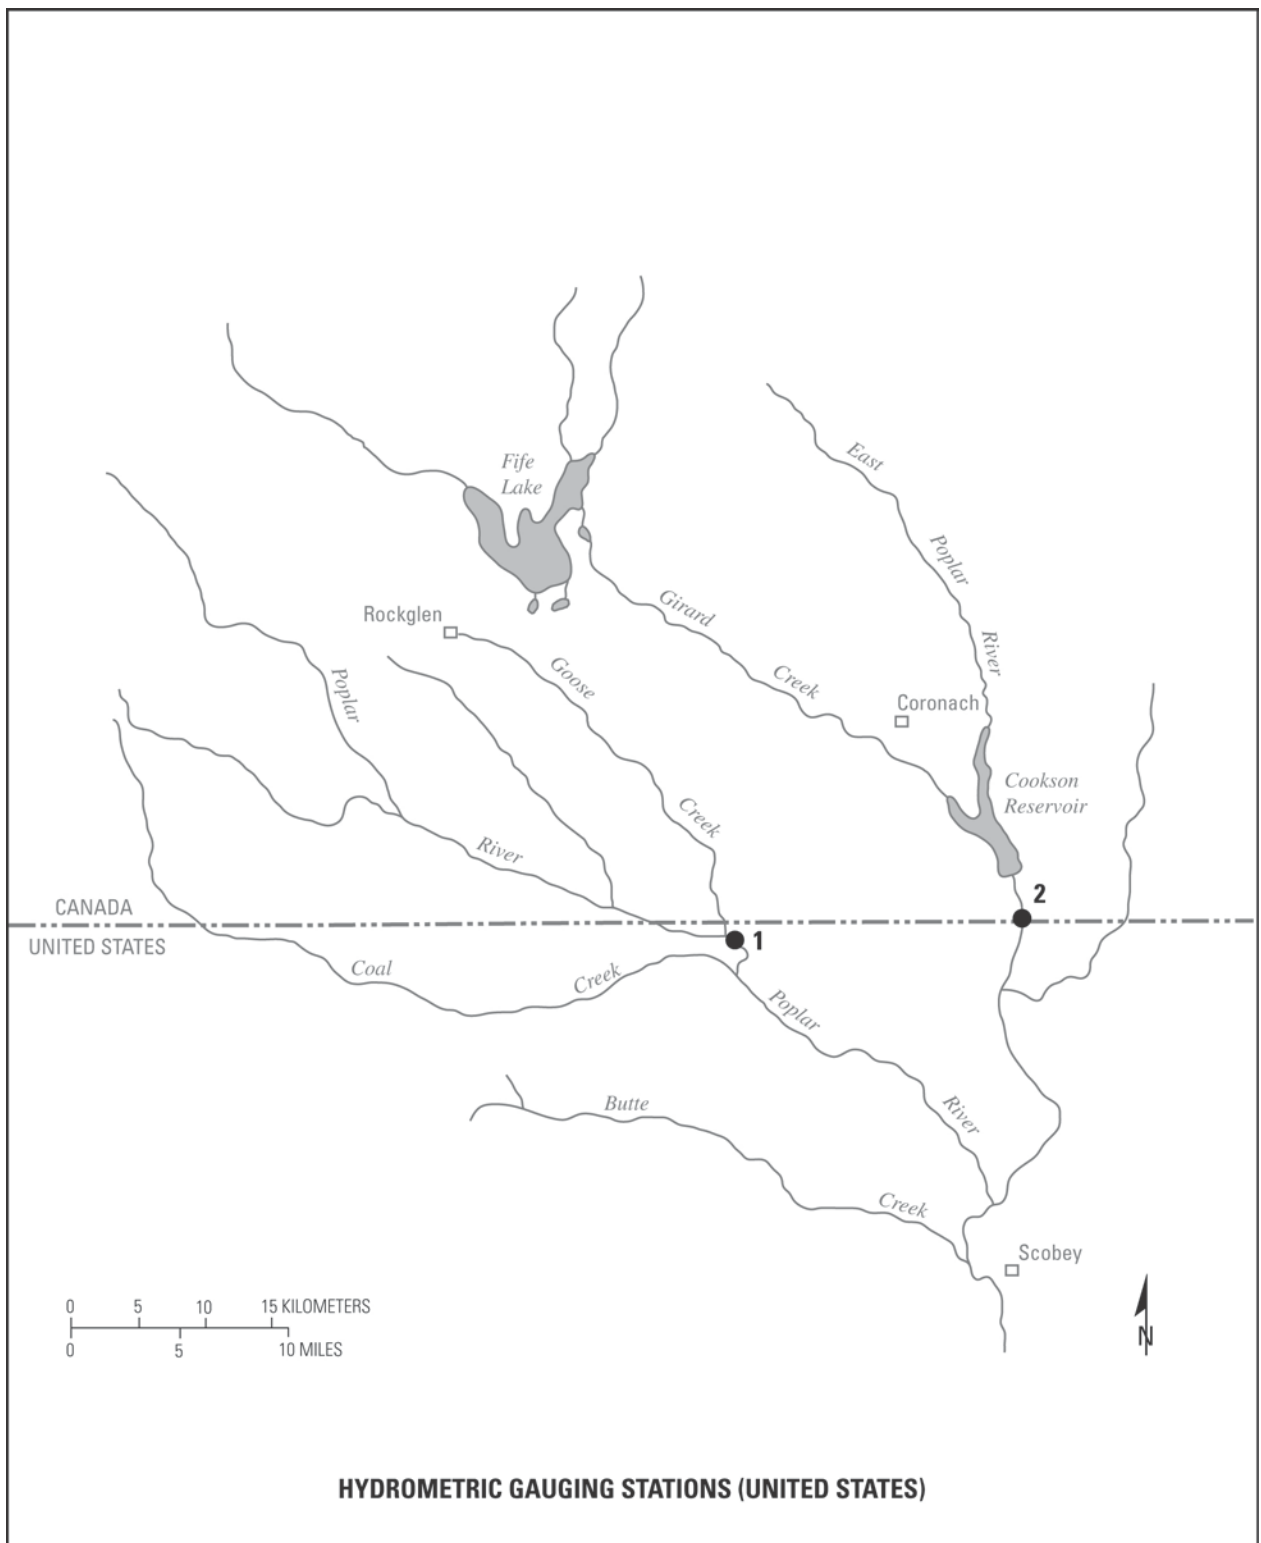 East
Fife
Lake
Poplar
Girard
Rockglen
River
Goose
Poplar
Creek
Coronach
Cookson
Reservoir
Creek
River
2
CANADA
1
UNITED STATES
Coal
Creek
Poplar
Butte
River
Creek
Scobey
0 5 10 15 KILOMETERS
0 5 10 MILES
N
HYDROMETRIC GAUGING STATIONS (UNITED STATES)